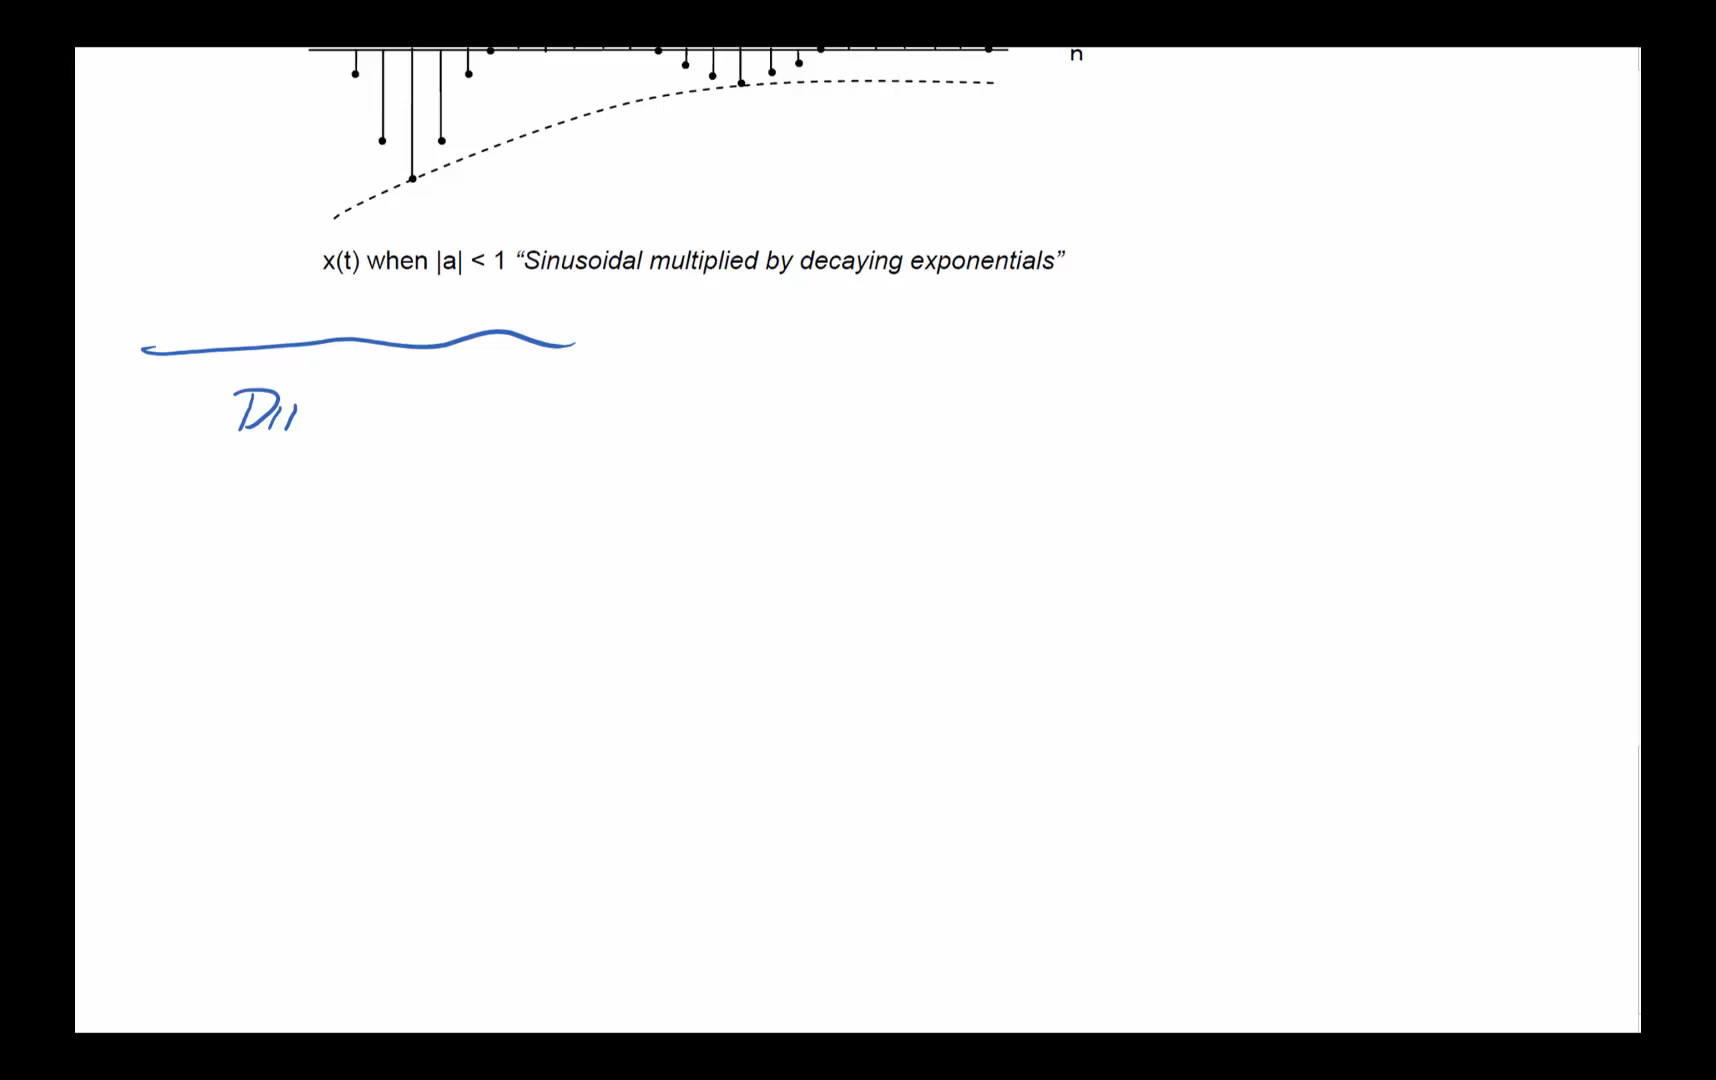 n
x(t) when |a| < 1 “Sinusoidal multiplied by decaying exponentials”